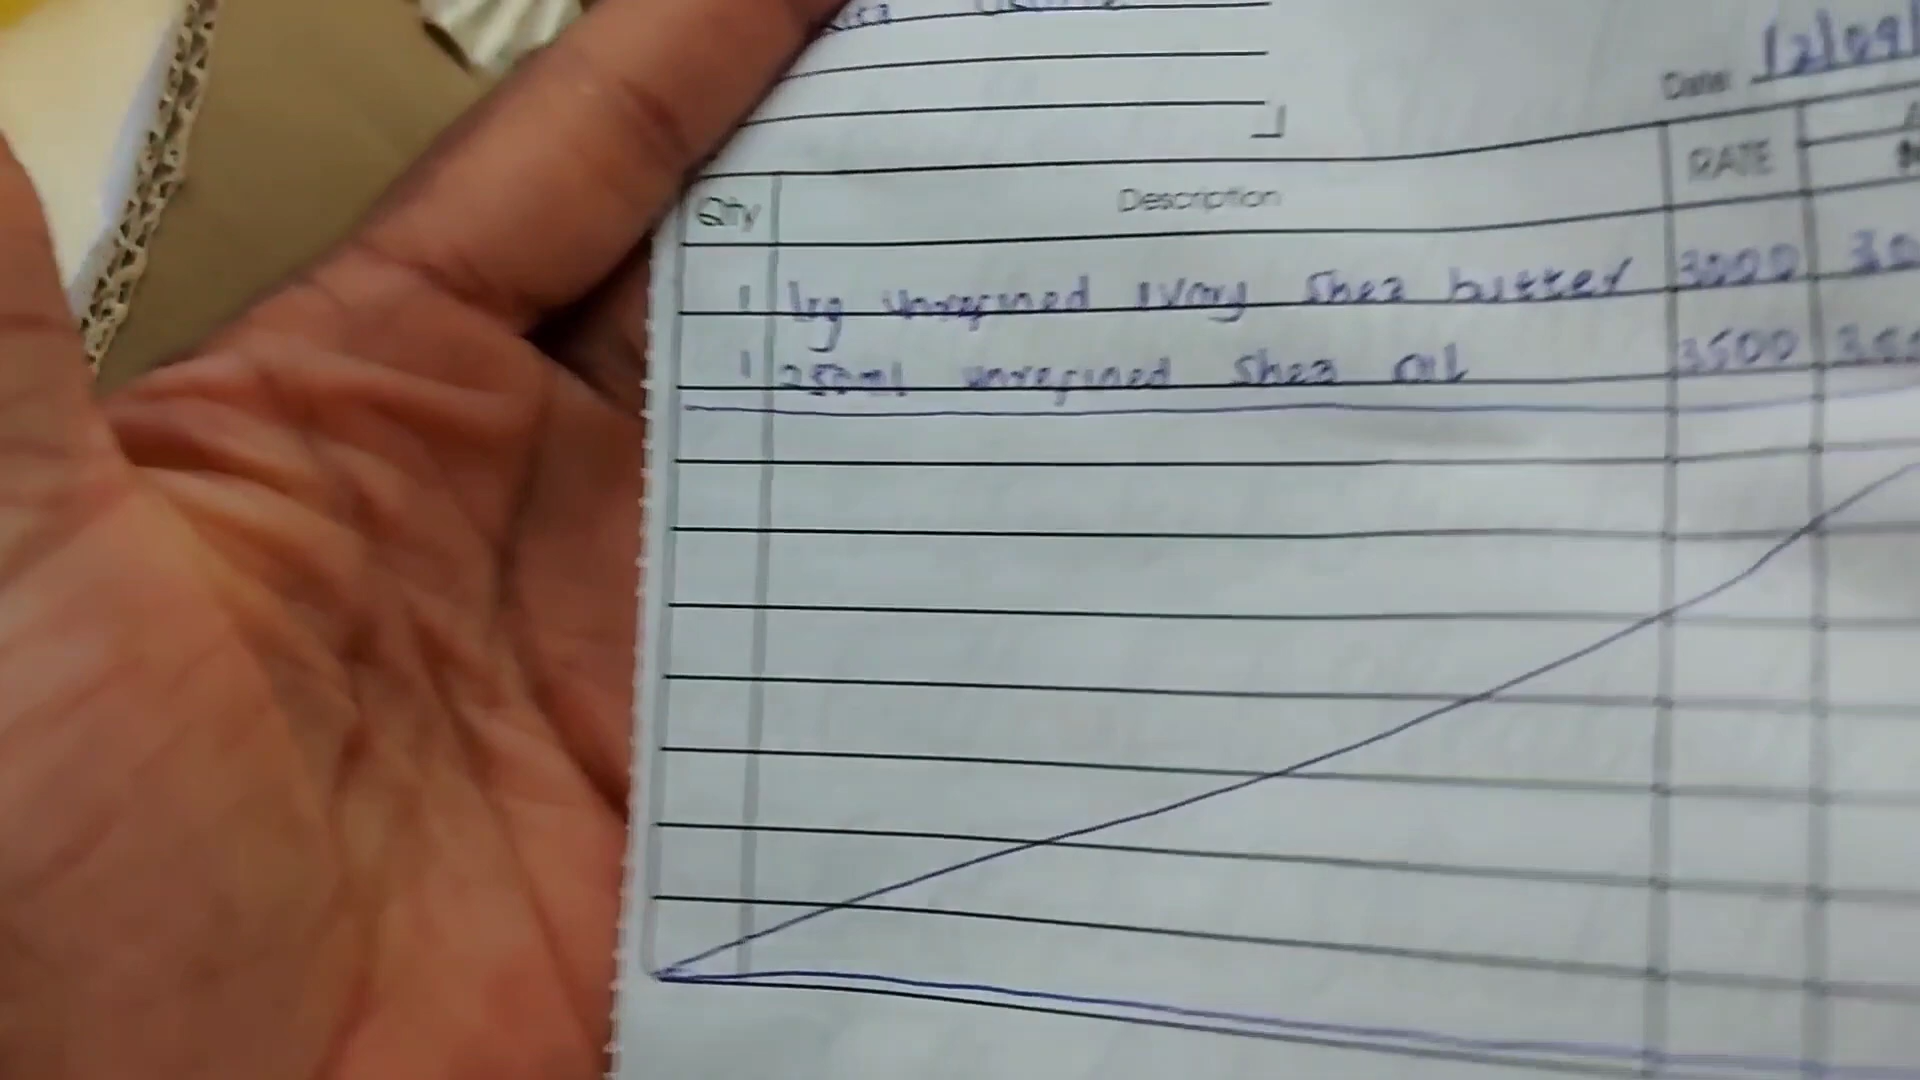 Date: 12/09/
Qty Description RATE
1 1kg unrefined Ivory Shea butter 3000 30
1 250ml unrefined Shea Oil 3500